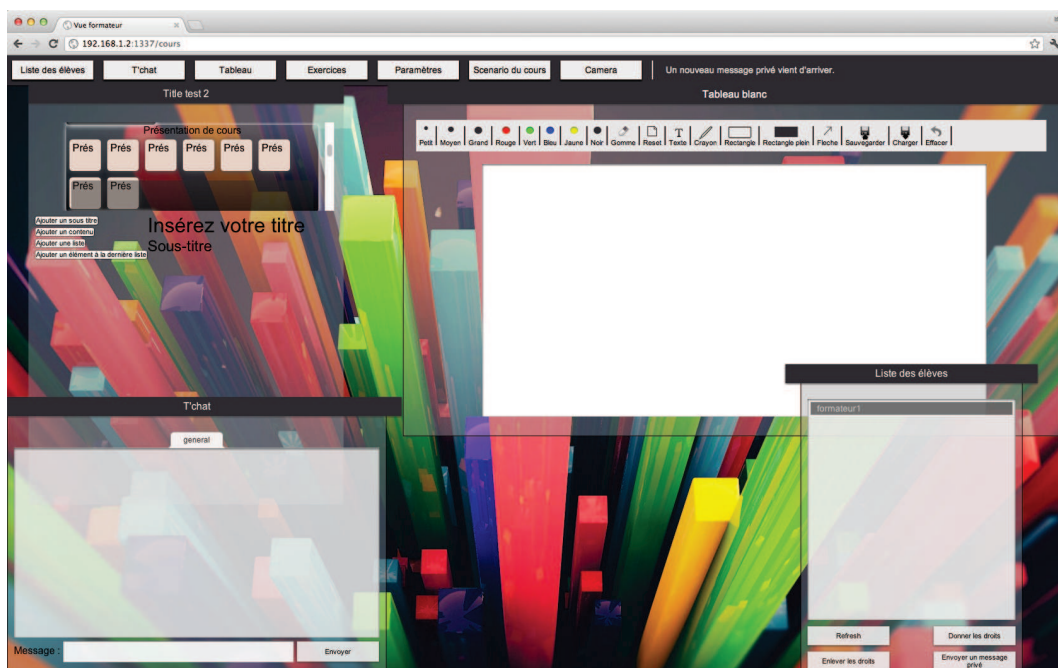 Vue formateur
192.168.1.2:1337/cours
Liste des élèves
T'chat
Tableau
Exercices
Paramètres
Scenario du cours
Camera
Un nouveau message privé vient d'arriver.
Title test 2
Présentation de cours
Prés Prés Prés Prés Prés Prés
Prés Prés
Ajouter un sous titre
Ajouter un contenu
Ajouter une liste
Ajouter un élément à la dernière liste
Insérez votre titre
Sous-titre
Tableau blanc
Petit Moyen Grand Rouge Vert Bleu Jaune Noir Gomme Reset Texte Crayon Rectangle Rectangle plein Fleche Sauvegarder Charger Effacer
Liste des élèves
formateur1
Refresh
Donner les droits
Enlever les droits
Envoyer un message
privé
T'chat
general
Message :
Envoyer